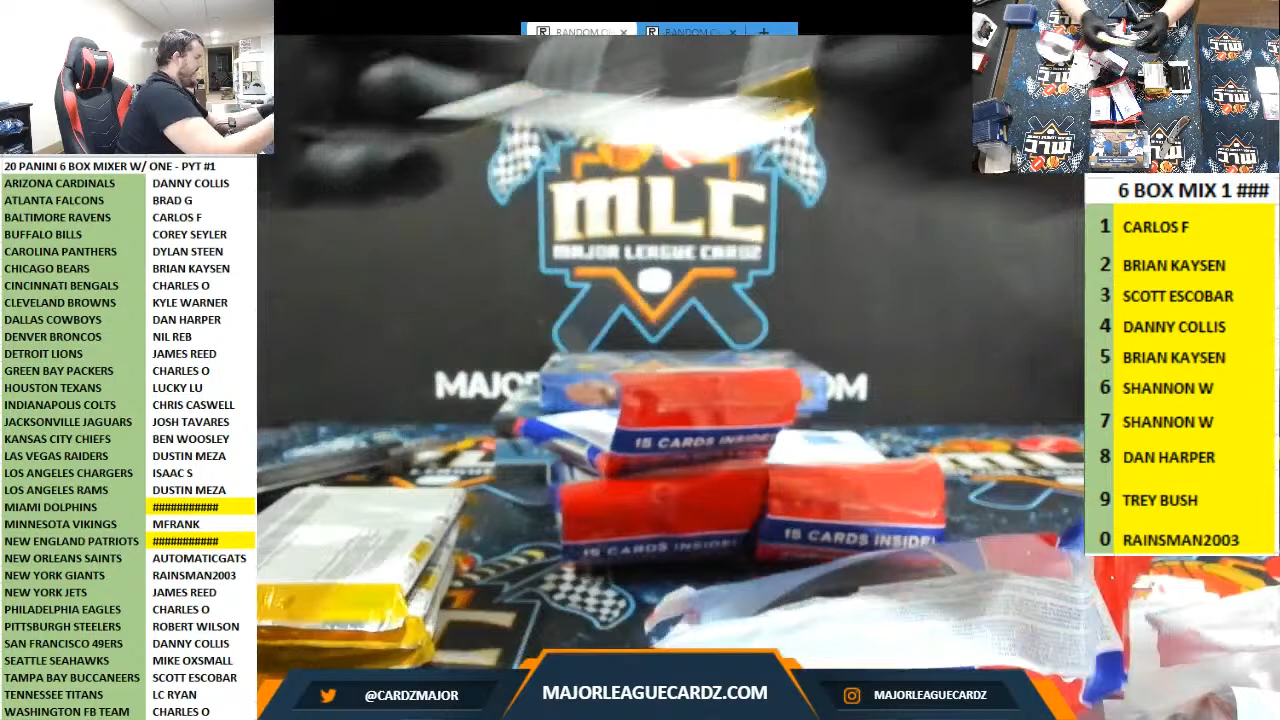 RANDOM
RANDOM
20 PANINI 6 BOX MIXER W/ ONE - PYT #1
ARIZONA CARDINALS DANNY COLLIS
ATLANTA FALCONS BRAD G
BALTIMORE RAVENS CARLOS F
BUFFALO BILLS COREY SEYLER
CAROLINA PANTHERS DYLAN STEEN
CHICAGO BEARS BRIAN KAYSEN
CINCINNATI BENGALS CHARLES O
CLEVELAND BROWNS KYLE WARNER
DALLAS COWBOYS DAN HARPER
DENVER BRONCOS NIL REB
DETROIT LIONS JAMES REED
GREEN BAY PACKERS CHARLES O
HOUSTON TEXANS LUCKY LU
INDIANAPOLIS COLTS CHRIS CASWELL
JACKSONVILLE JAGUARS JOSH TAVARES
KANSAS CITY CHIEFS BEN WOOSLEY
LAS VEGAS RAIDERS DUSTIN MEZA
LOS ANGELES CHARGERS ISAAC S
LOS ANGELES RAMS DUSTIN MEZA
MIAMI DOLPHINS ###########
MINNESOTA VIKINGS MFRANK
NEW ENGLAND PATRIOTS ###########
NEW ORLEANS SAINTS AUTOMATICGATS
NEW YORK GIANTS RAINSMAN2003
NEW YORK JETS JAMES REED
PHILADELPHIA EAGLES CHARLES O
PITTSBURGH STEELERS ROBERT WILSON
SAN FRANCISCO 49ERS DANNY COLLIS
SEATTLE SEAHAWKS MIKE OXSMALL
TAMPA BAY BUCCANEERS SCOTT ESCOBAR
TENNESSEE TITANS LC RYAN
WASHINGTON FB TEAM CHARLES O
MLC
MAJOR LEAGUE CARDZ
15 CARDS INSIDE!
15 CARDS INSIDE!
15 CARDS INSIDE!
@CARDZMAJOR
MAJORLEAGUECARDZ.COM
MAJORLEAGUECARDZ
6 BOX MIX 1 ###
1 CARLOS F
2 BRIAN KAYSEN
3 SCOTT ESCOBAR
4 DANNY COLLIS
5 BRIAN KAYSEN
6 SHANNON W
7 SHANNON W
8 DAN HARPER
9 TREY BUSH
0 RAINSMAN2003